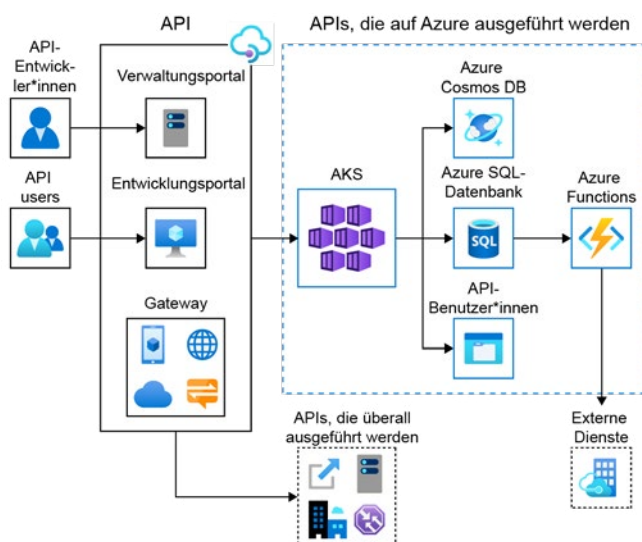 API
APIs, die auf Azure ausgeführt werden
API-
Entwick-
ler*innen
Verwaltungsportal
API
users
Entwicklungsportal
Gateway
AKS
Azure
Cosmos DB
Azure SQL-
Datenbank
SQL
Azure
Functions
API-
Benutzer*innen
APIs, die überall
ausgeführt werden
Externe
Dienste